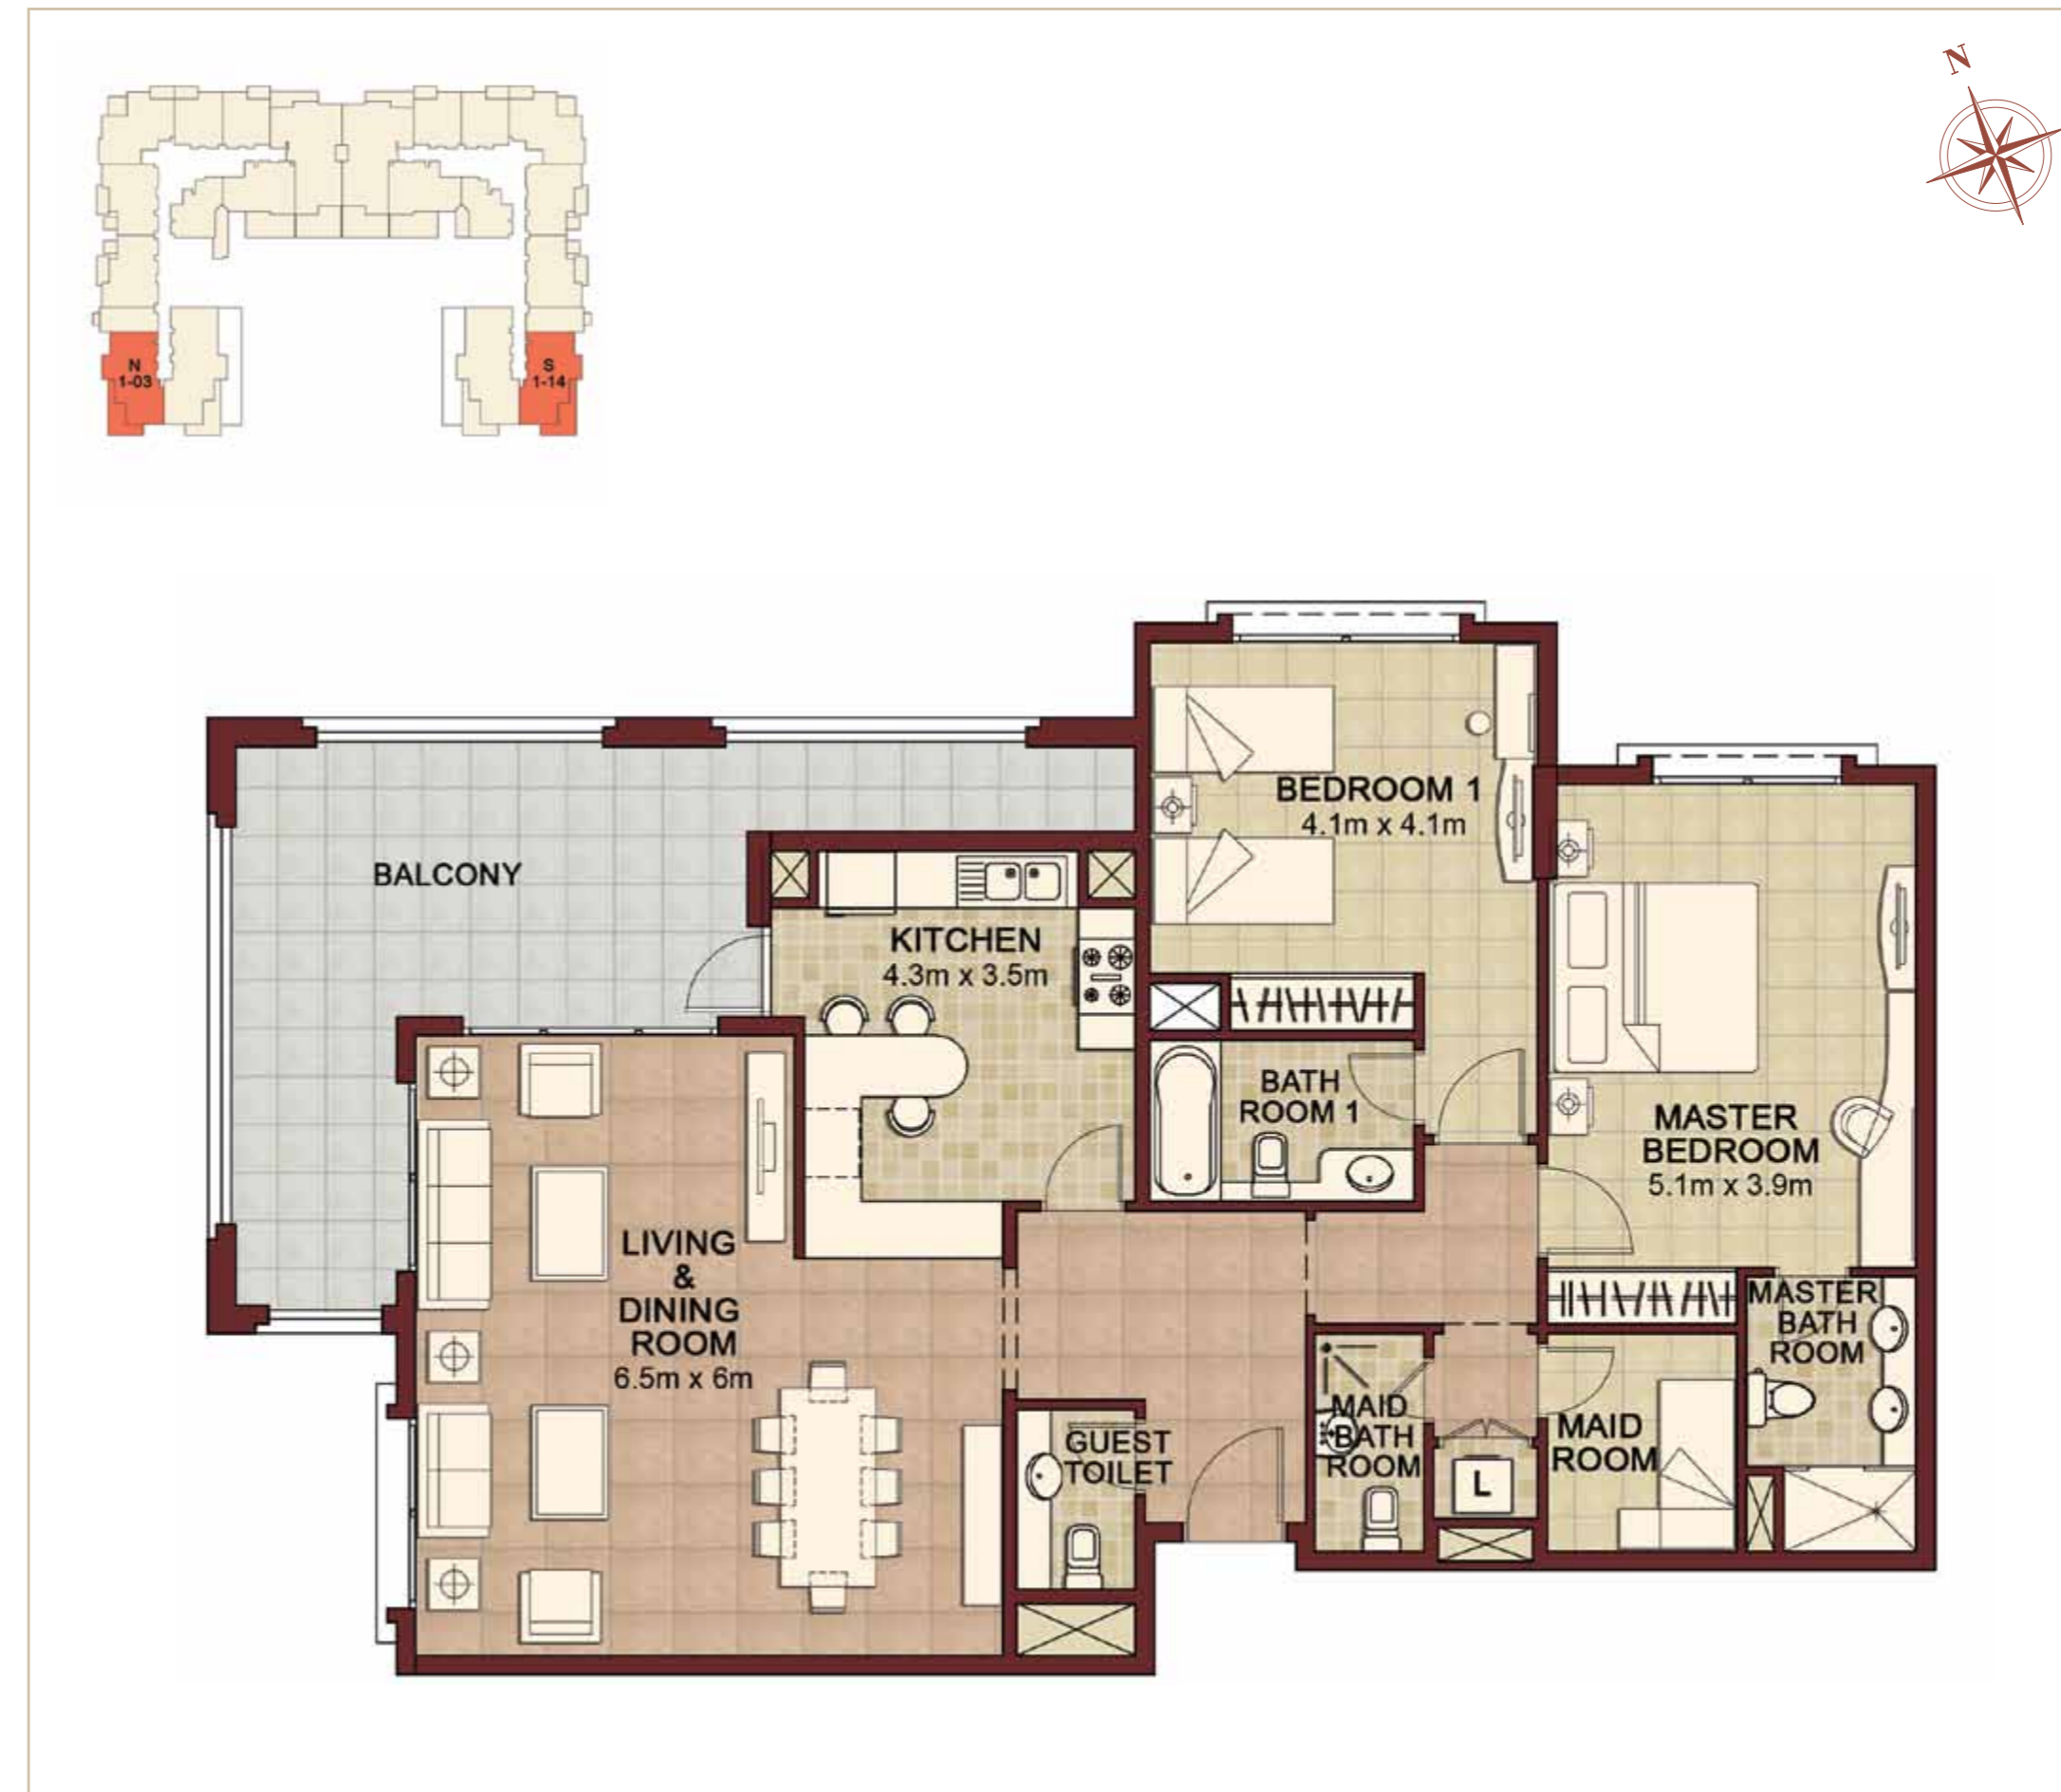 N
N
1-03
S
1-14
BEDROOM 1
4.1m x 4.1m
BALCONY
KITCHEN
4.3m x 3.5m
BATH
ROOM 1
MASTER
BEDROOM
5.1m x 3.9m
LIVING
&
DINING
ROOM
6.5m x 6m
MASTER
BATH
ROOM
GUEST
TOILET
MAID
BATH
ROOM
L
MAID
ROOM